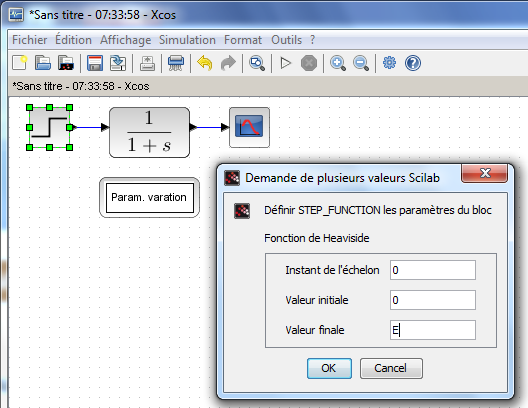 *Sans titre - 07:33:58 - Xcos
Fichier Édition Affichage Simulation Format Outils ?
*Sans titre - 07:33:58 - Xcos
1
1 + s
Param. varation
Demande de plusieurs valeurs Scilab
Définir STEP_FUNCTION les paramètres du bloc
Fonction de Heaviside
Instant de l'échelon 0
Valeur initiale 0
Valeur finale E
OK Cancel